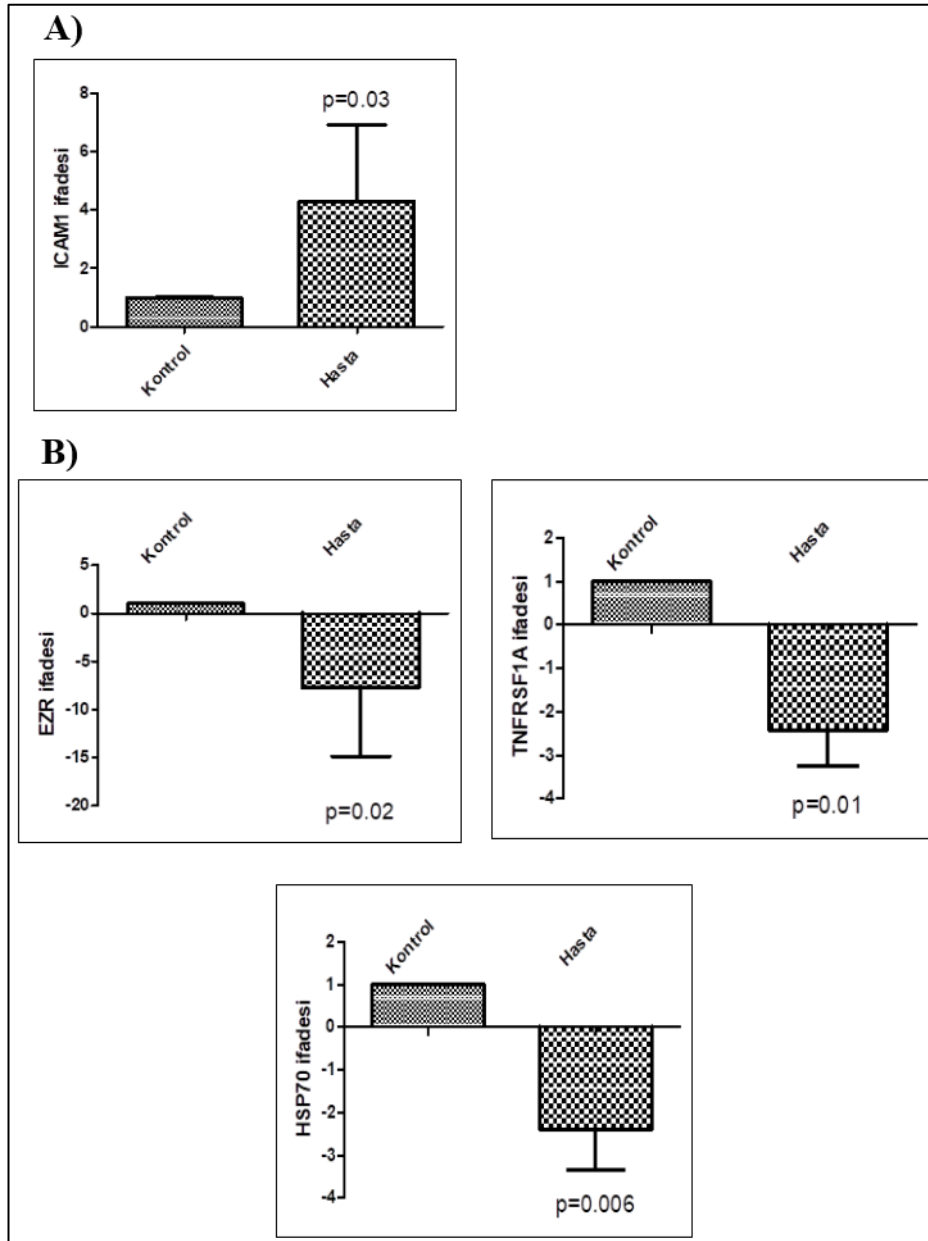 A)
ICAM1 ifadesi
8
6
4
2
0
p=0.03
Kontrol
Hasta
B)
EZR ifadesi
5
0
-5
-10
-15
-20
Kontrol
Hasta
p=0.02
TNFRSF1A ifadesi
2
1
0
-1
-2
-3
-4
Kontrol
Hasta
p=0.01
HSP70 ifadesi
2
1
0
-1
-2
-3
-4
Kontrol
Hasta
p=0.006